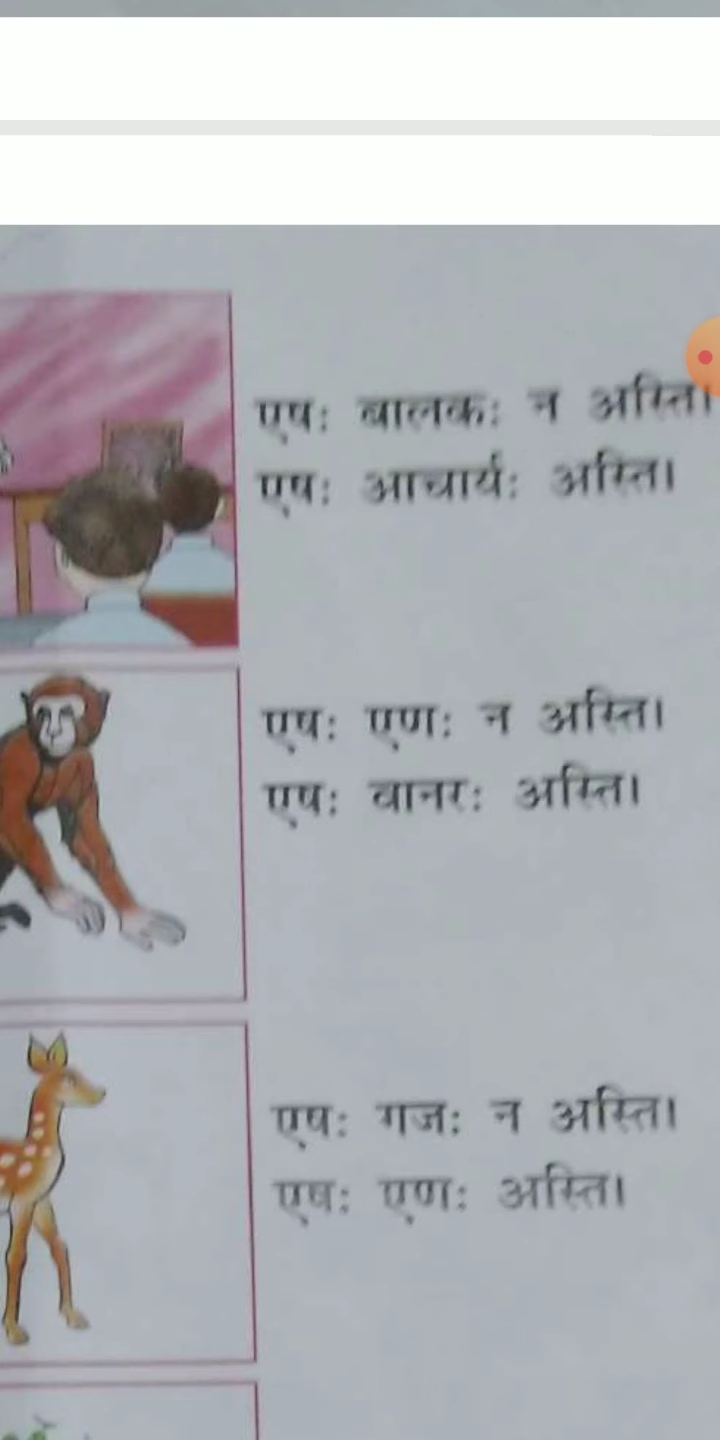 एषः बालकः न अस्ति।
एषः आचार्यः अस्ति।
एषः एणः न अस्ति।
एषः वानरः अस्ति।
एषः गजः न अस्ति।
एषः एणः अस्ति।